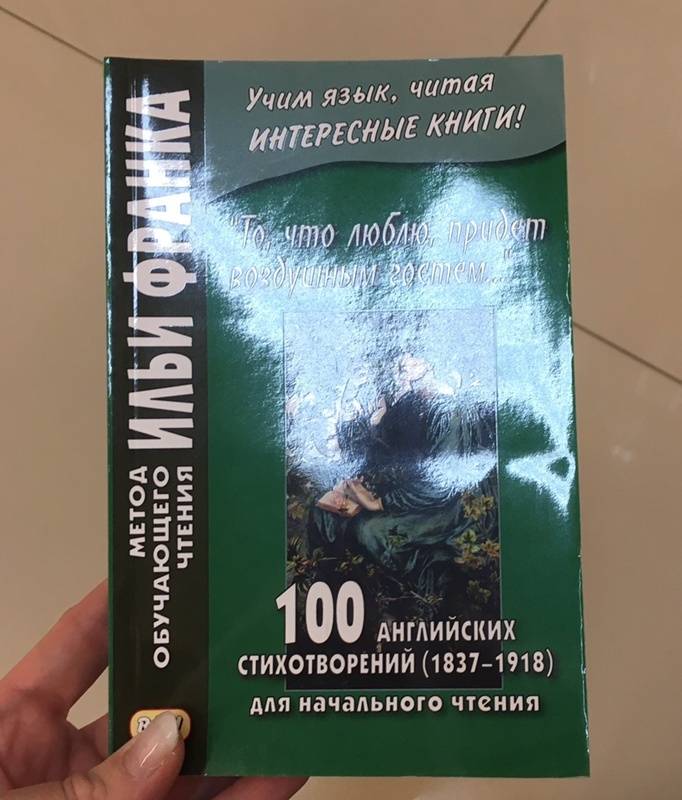 Учим язык, читая
ИНТЕРЕСНЫЕ КНИГИ!
"То, что люблю, придет
воздушным гостем..."
МЕТОД
ОБУЧАЮЩЕГО
ЧТЕНИЯ
ИЛЬИ ФРАНКА
100 АНГЛИЙСКИХ
СТИХОТВОРЕНИЙ (1837–1918)
для начального чтения